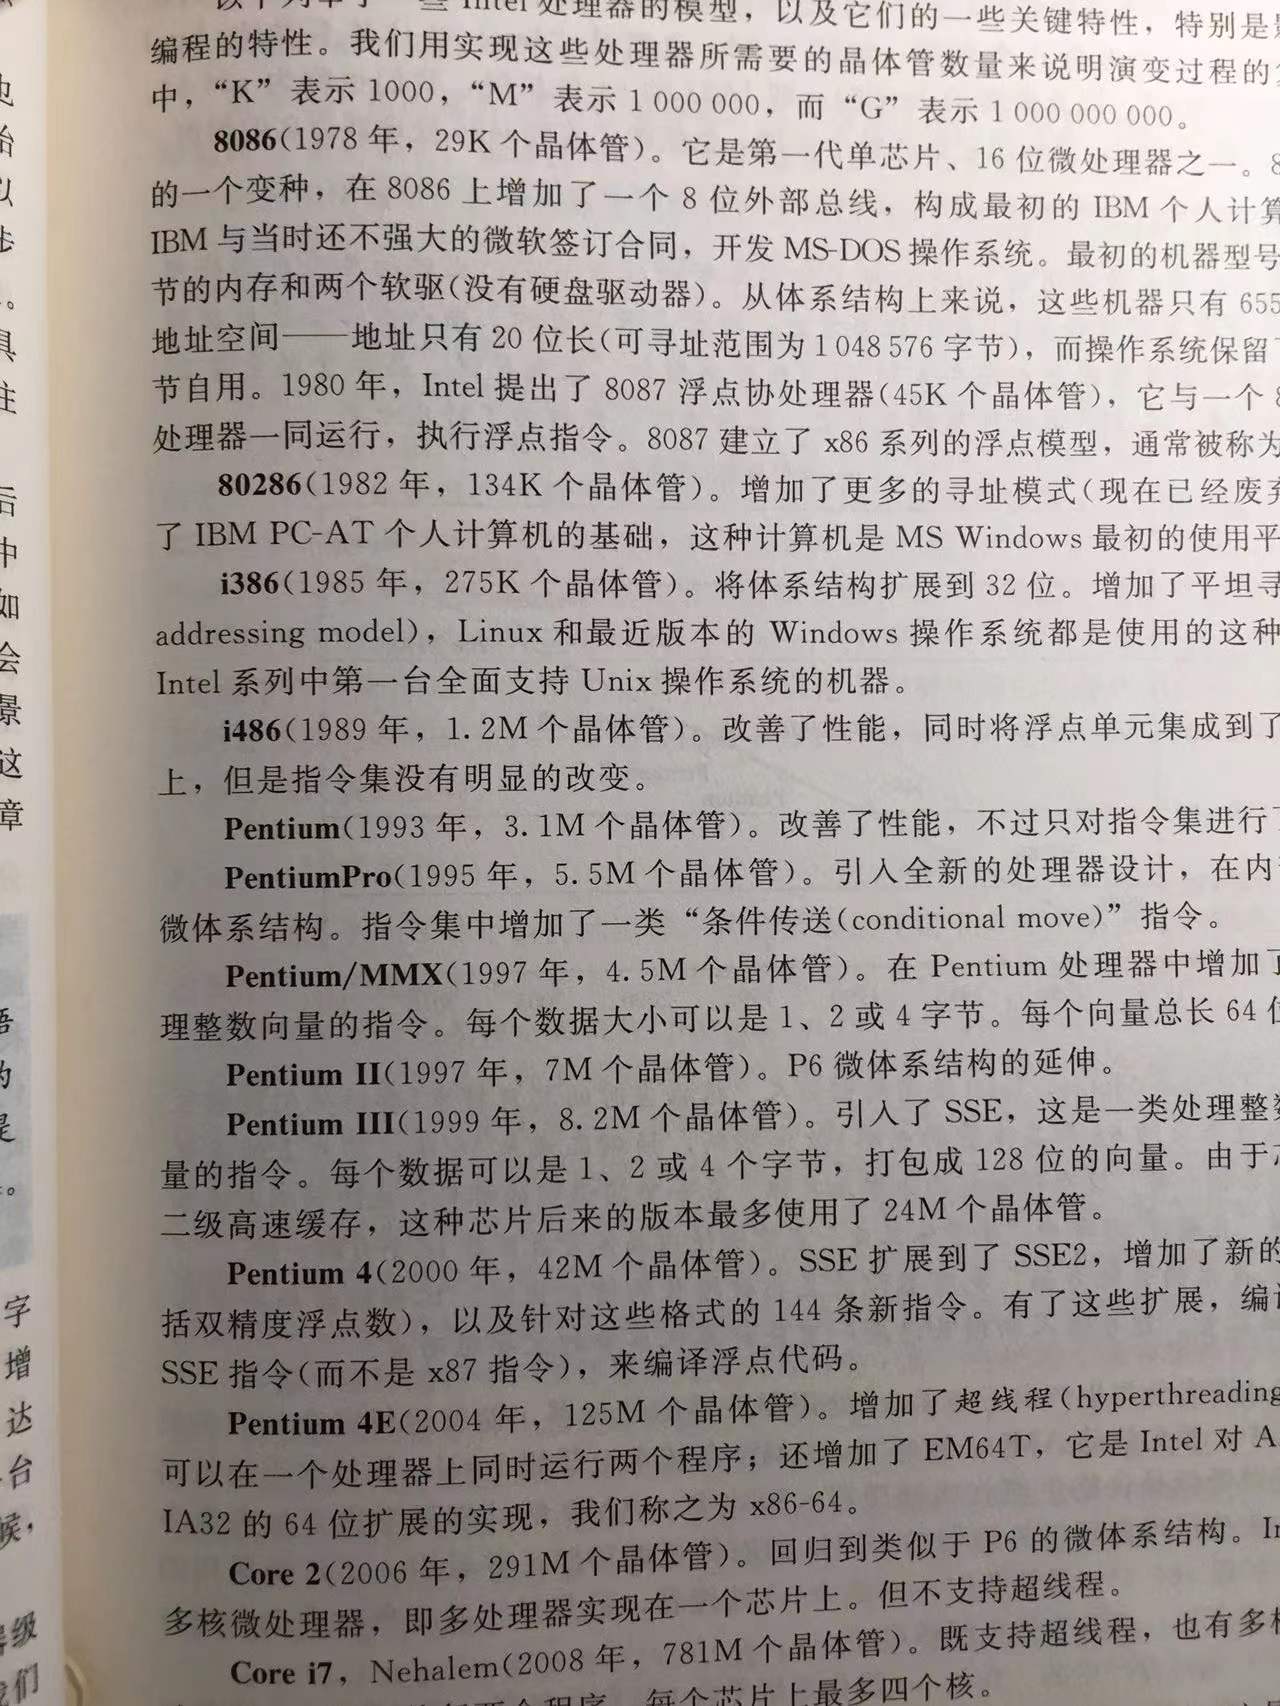 以下列举了一些 Intel 处理器的模型，以及它们的一些关键特性，特别是
编程的特性。我们用实现这些处理器所需要的晶体管数量来说明演变过程的
中，“K”表示 1000，“M”表示 1 000 000，而“G”表示 1 000 000 000。
8086(1978 年，29K 个晶体管)。它是第一代单芯片、16 位微处理器之一。8
的一个变种，在 8086 上增加了一个 8 位外部总线，构成最初的 IBM 个人计算
IBM 与当时还不强大的微软签订合同，开发 MS-DOS 操作系统。最初的机器型号
节的内存和两个软驱(没有硬盘驱动器)。从体系结构上来说，这些机器只有 655
地址空间——地址只有 20 位长(可寻址范围为 1 048 576 字节)，而操作系统保留
节自用。1980 年，Intel 提出了 8087 浮点协处理器(45K 个晶体管)，它与一个 8
处理器一同运行，执行浮点指令。8087 建立了 x86 系列的浮点模型，通常被称为
80286(1982 年，134K 个晶体管)。增加了更多的寻址模式(现在已经废弃
了 IBM PC-AT 个人计算机的基础，这种计算机是 MS Windows 最初的使用平
i386(1985 年，275K 个晶体管)。将体系结构扩展到 32 位。增加了平坦寻
addressing model)，Linux 和最近版本的 Windows 操作系统都是使用的这种
Intel 系列中第一台全面支持 Unix 操作系统的机器。
i486(1989 年，1.2M 个晶体管)。改善了性能，同时将浮点单元集成到了
上，但是指令集没有明显的改变。
Pentium(1993 年，3.1M 个晶体管)。改善了性能，不过只对指令集进行
PentiumPro(1995 年，5.5M 个晶体管)。引入全新的处理器设计，在内
微体系结构。指令集中增加了一类“条件传送(conditional move)”指令。
Pentium/MMX(1997 年，4.5M 个晶体管)。在 Pentium 处理器中增加了
理整数向量的指令。每个数据大小可以是 1、2 或 4 字节。每个向量总长 64 位
Pentium II(1997 年，7M 个晶体管)。P6 微体系结构的延伸。
Pentium III(1999 年，8.2M 个晶体管)。引入了 SSE，这是一类处理整数
量的指令。每个数据可以是 1、2 或 4 个字节，打包成 128 位的向量。由于
二级高速缓存，这种芯片后来的版本最多使用了 24M 个晶体管。
Pentium 4(2000 年，42M 个晶体管)。SSE 扩展到了 SSE2，增加了新的
括双精度浮点数)，以及针对这些格式的 144 条新指令。有了这些扩展，编译
SSE 指令(而不是 x87 指令)，来编译浮点代码。
Pentium 4E(2004 年，125M 个晶体管)。增加了超线程(hyperthreading
可以在一个处理器上同时运行两个程序；还增加了 EM64T，它是 Intel 对 A
IA32 的 64 位扩展的实现，我们称之为 x86-64。
Core 2(2006 年，291M 个晶体管)。回归到类似于 P6 的微体系结构。In
多核微处理器，即多处理器实现在一个芯片上。但不支持超线程。
Core i7，Nehalem(2008 年，781M 个晶体管)。既支持超线程，也有多核
两个程序，每个芯片上最多四个核。